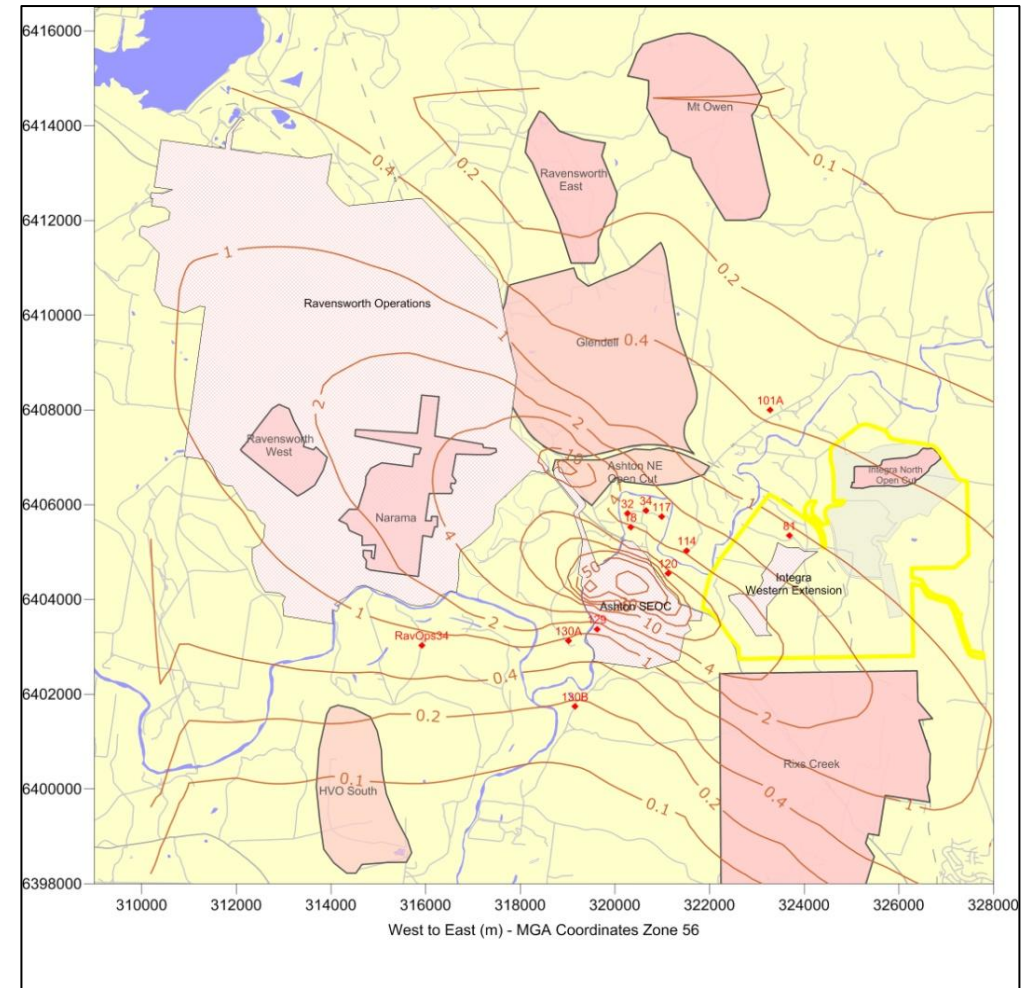 6416000
Mt Owen
6414000
0.4
0.2
0.1
Ravensworth
East
6412000
1
0.2
Ravensworth Operations
6410000
1
Glendell
0.4
6408000
101A
2
2
Ravensworth
West
10
Ashton NE
Open Cut
Integra North
Open Cut
6406000
Narama
4
4
32
34
117
18
1
81
114
120
50
Integra
Western Extension
6404000
Ashton SEOC
1
2
129
10
RavOps34
130A
1
4
0.4
6402000
130B
0.2
2
Rixs Creek
6400000
0.1
HVO South
0.1
0.2
0.4
1
6398000
310000
312000
314000
316000
318000
320000
322000
324000
326000
328000
West to East (m) - MGA Coordinates Zone 56